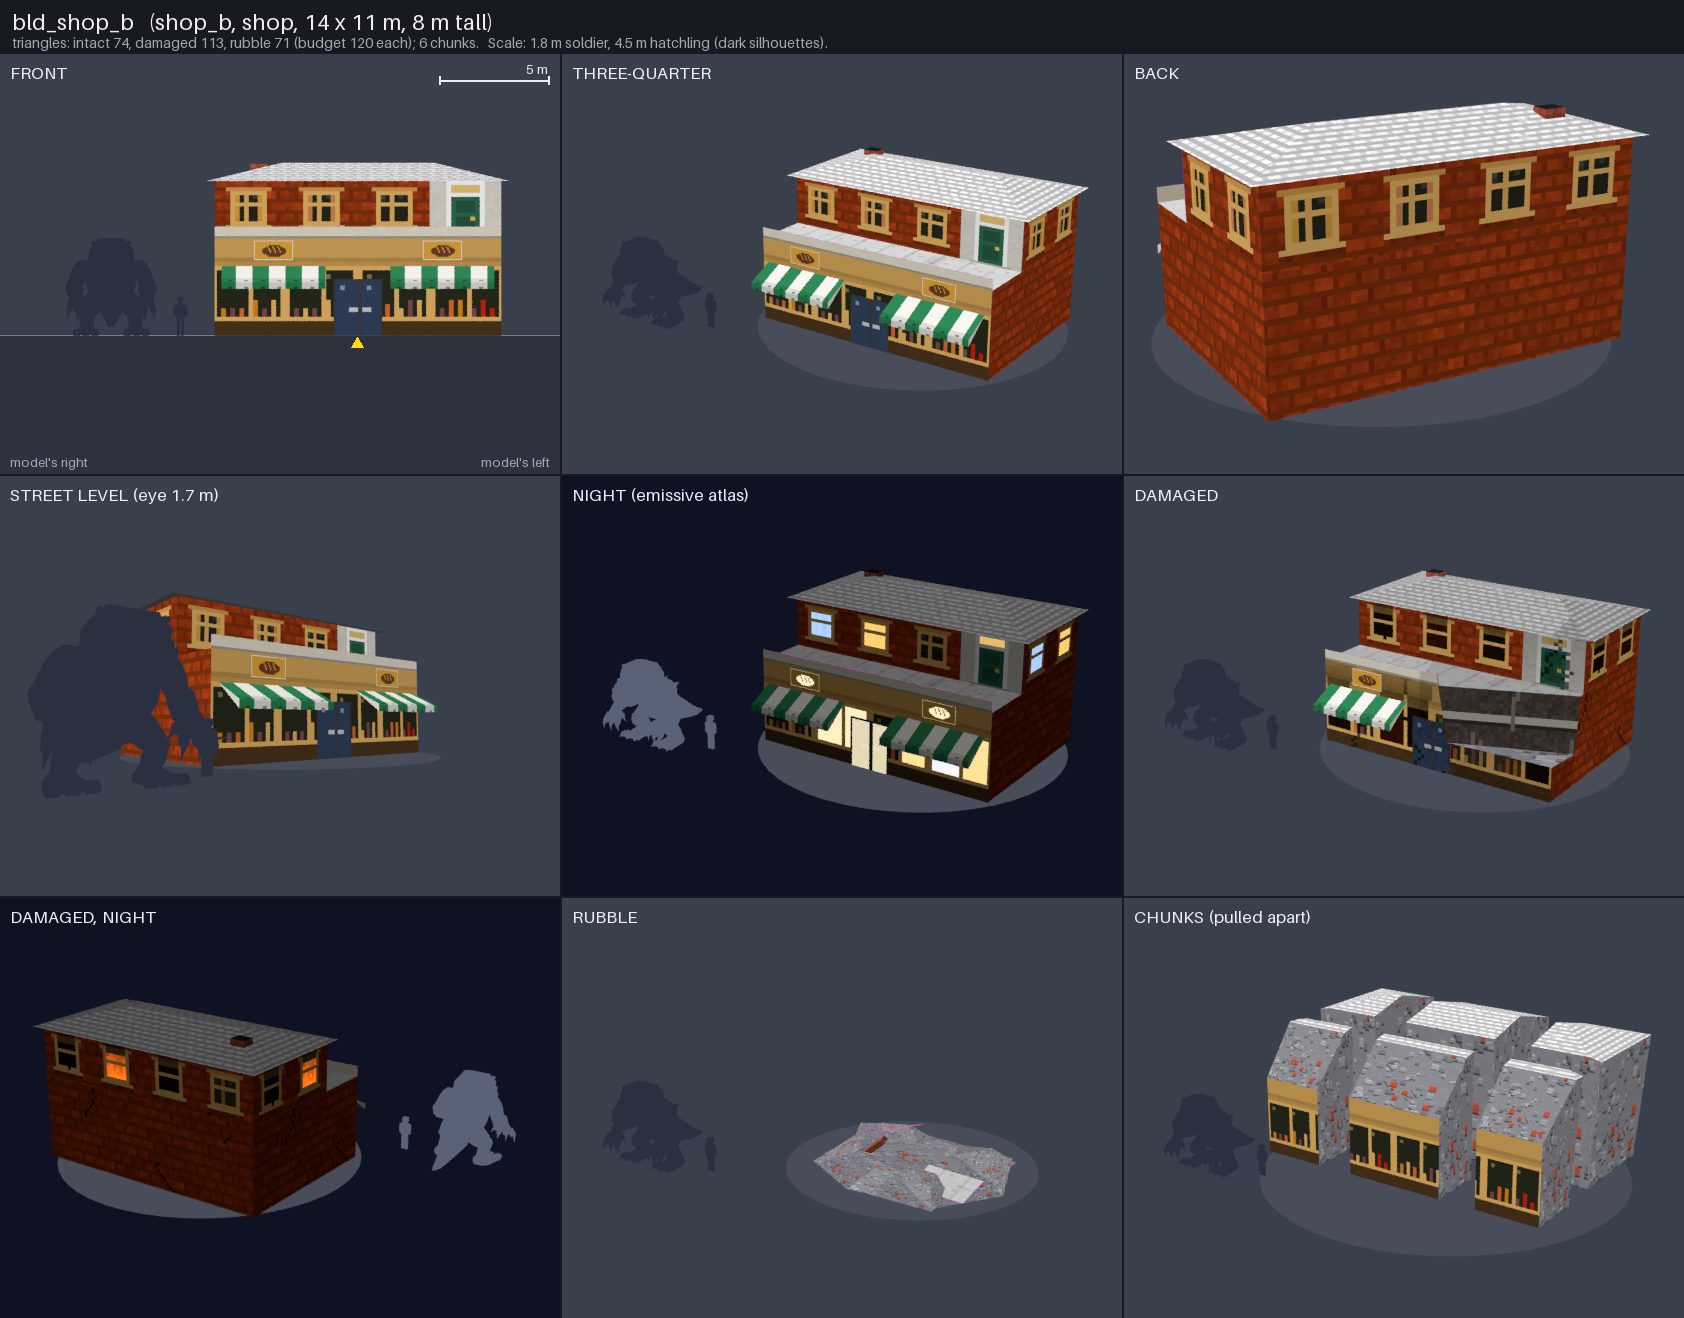 bld_shop_b (shop_b, shop, 14 x 11 m, 8 m tall)
triangles: intact 74, damaged 113, rubble 71 (budget 120 each); 6 chunks. Scale: 1.8 m soldier, 4.5 m hatchling (dark silhouettes).
FRONT
5 m
model's right
model's left
THREE-QUARTER
BACK
STREET LEVEL (eye 1.7 m)
NIGHT (emissive atlas)
DAMAGED
DAMAGED, NIGHT
RUBBLE
CHUNKS (pulled apart)